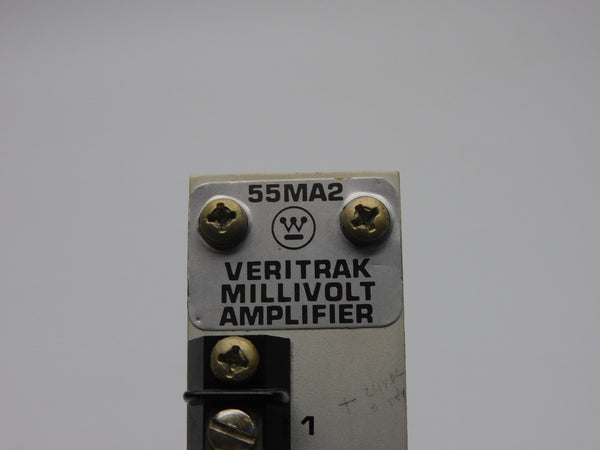 55MA2
VERITRAK
MILLIVOLT
AMPLIFIER
1